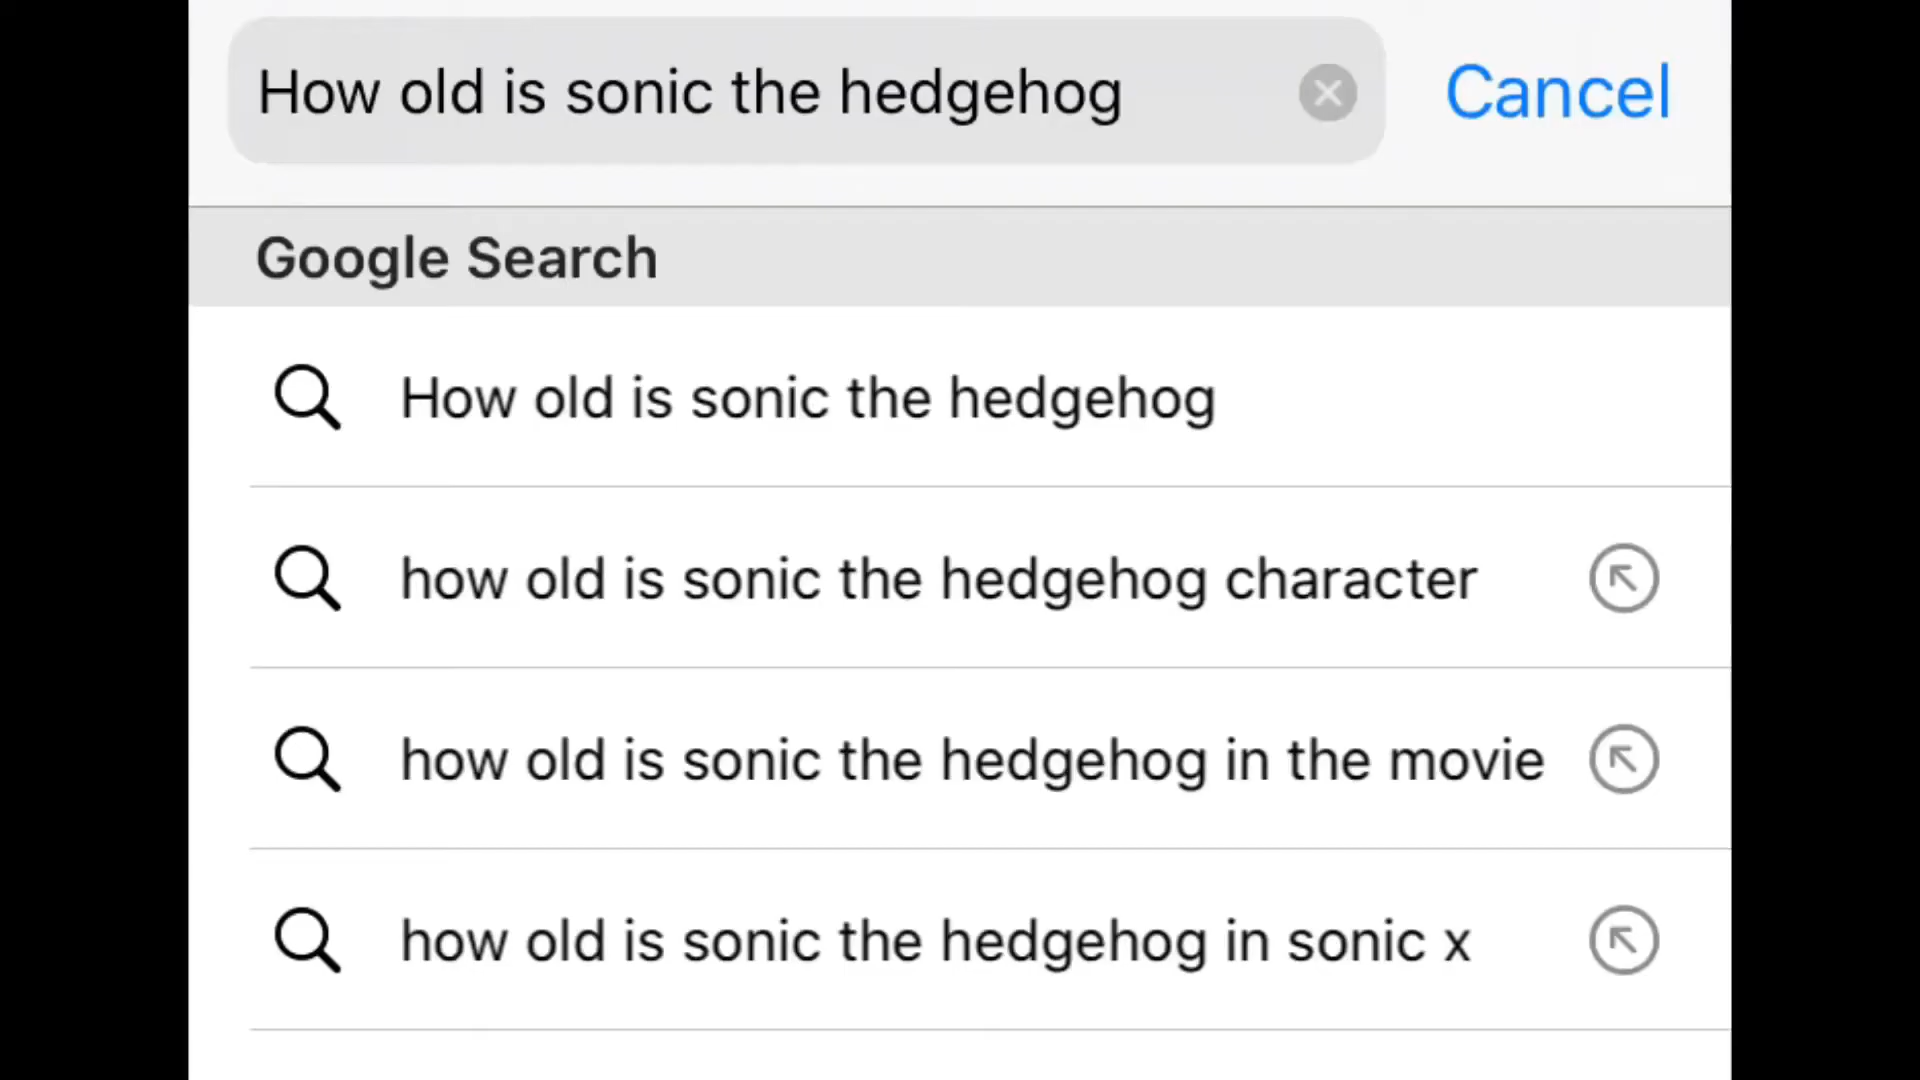 How old is sonic the hedgehog
Cancel
Google Search
How old is sonic the hedgehog
how old is sonic the hedgehog character
how old is sonic the hedgehog in the movie
how old is sonic the hedgehog in sonic x